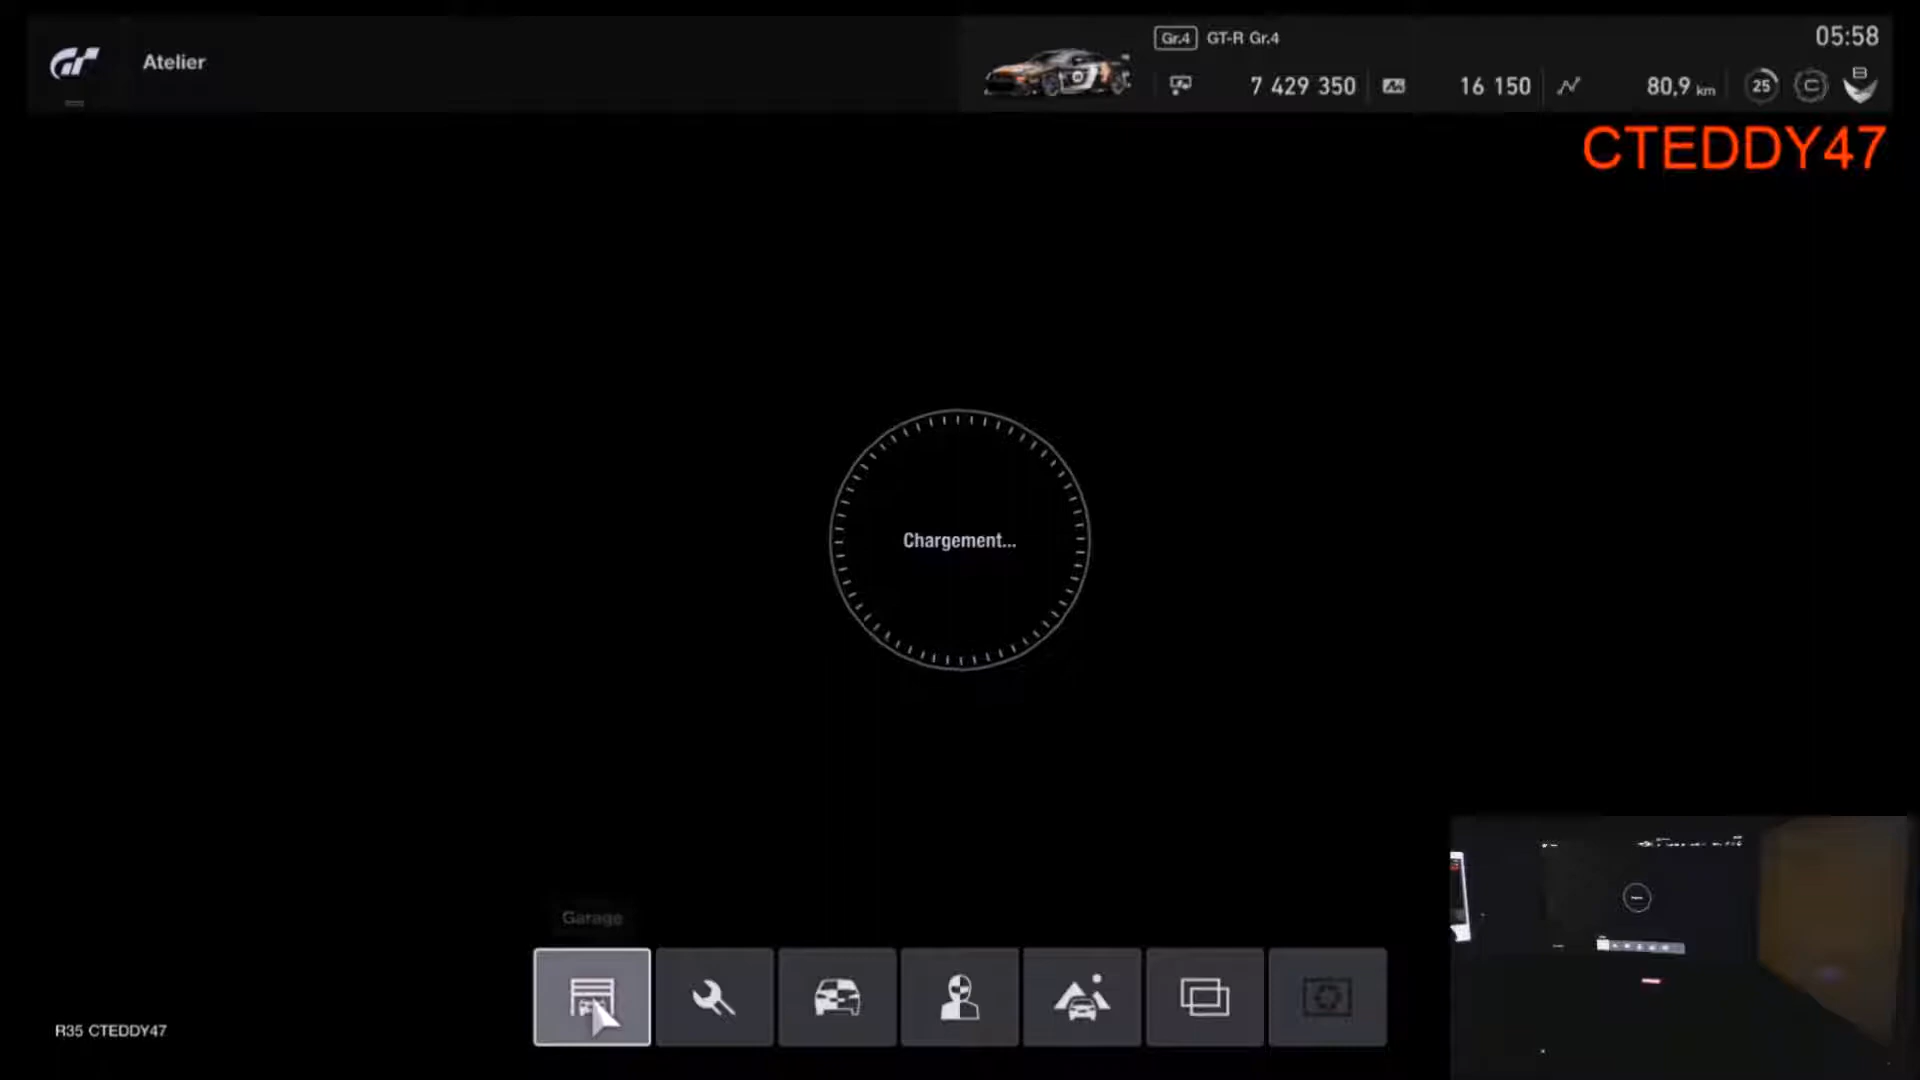 Atelier
Gr.4 GT-R Gr.4
05:58
7 429 350
16 150
80,9 km
25
C
B
CTEDDY47
Chargement...
Garage
R35 CTEDDY47